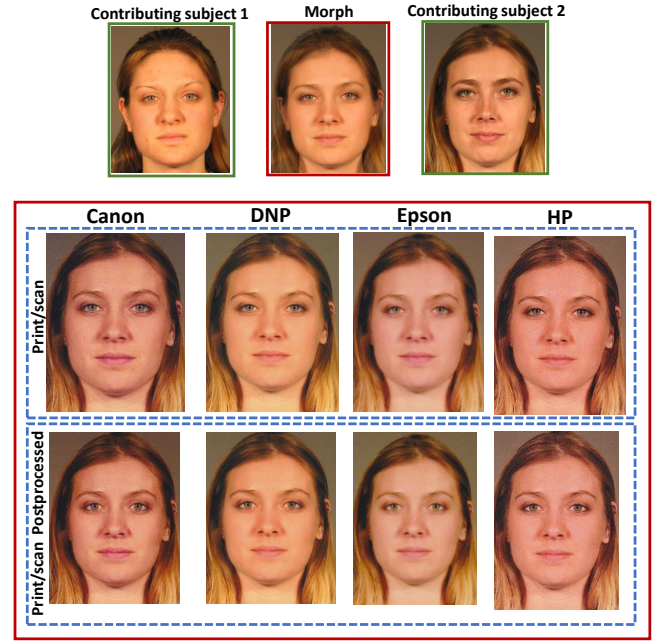 Contributing subject 1
Morph
Contributing subject 2
Canon
DNP
Epson
HP
Print/scan
Print/scan Postprocessed